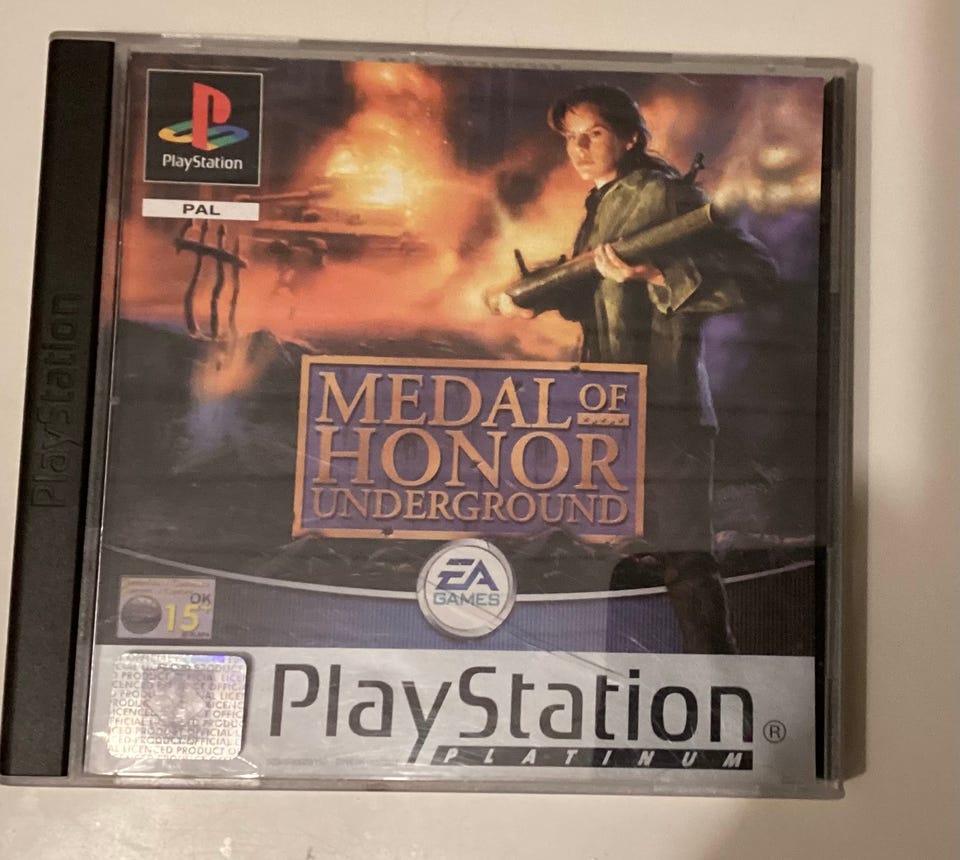 PlayStation
PAL
PlayStation
MEDAL OF
HONOR
UNDERGROUND
EA
GAMES
OK
15+
PlayStation®
PLATINUM